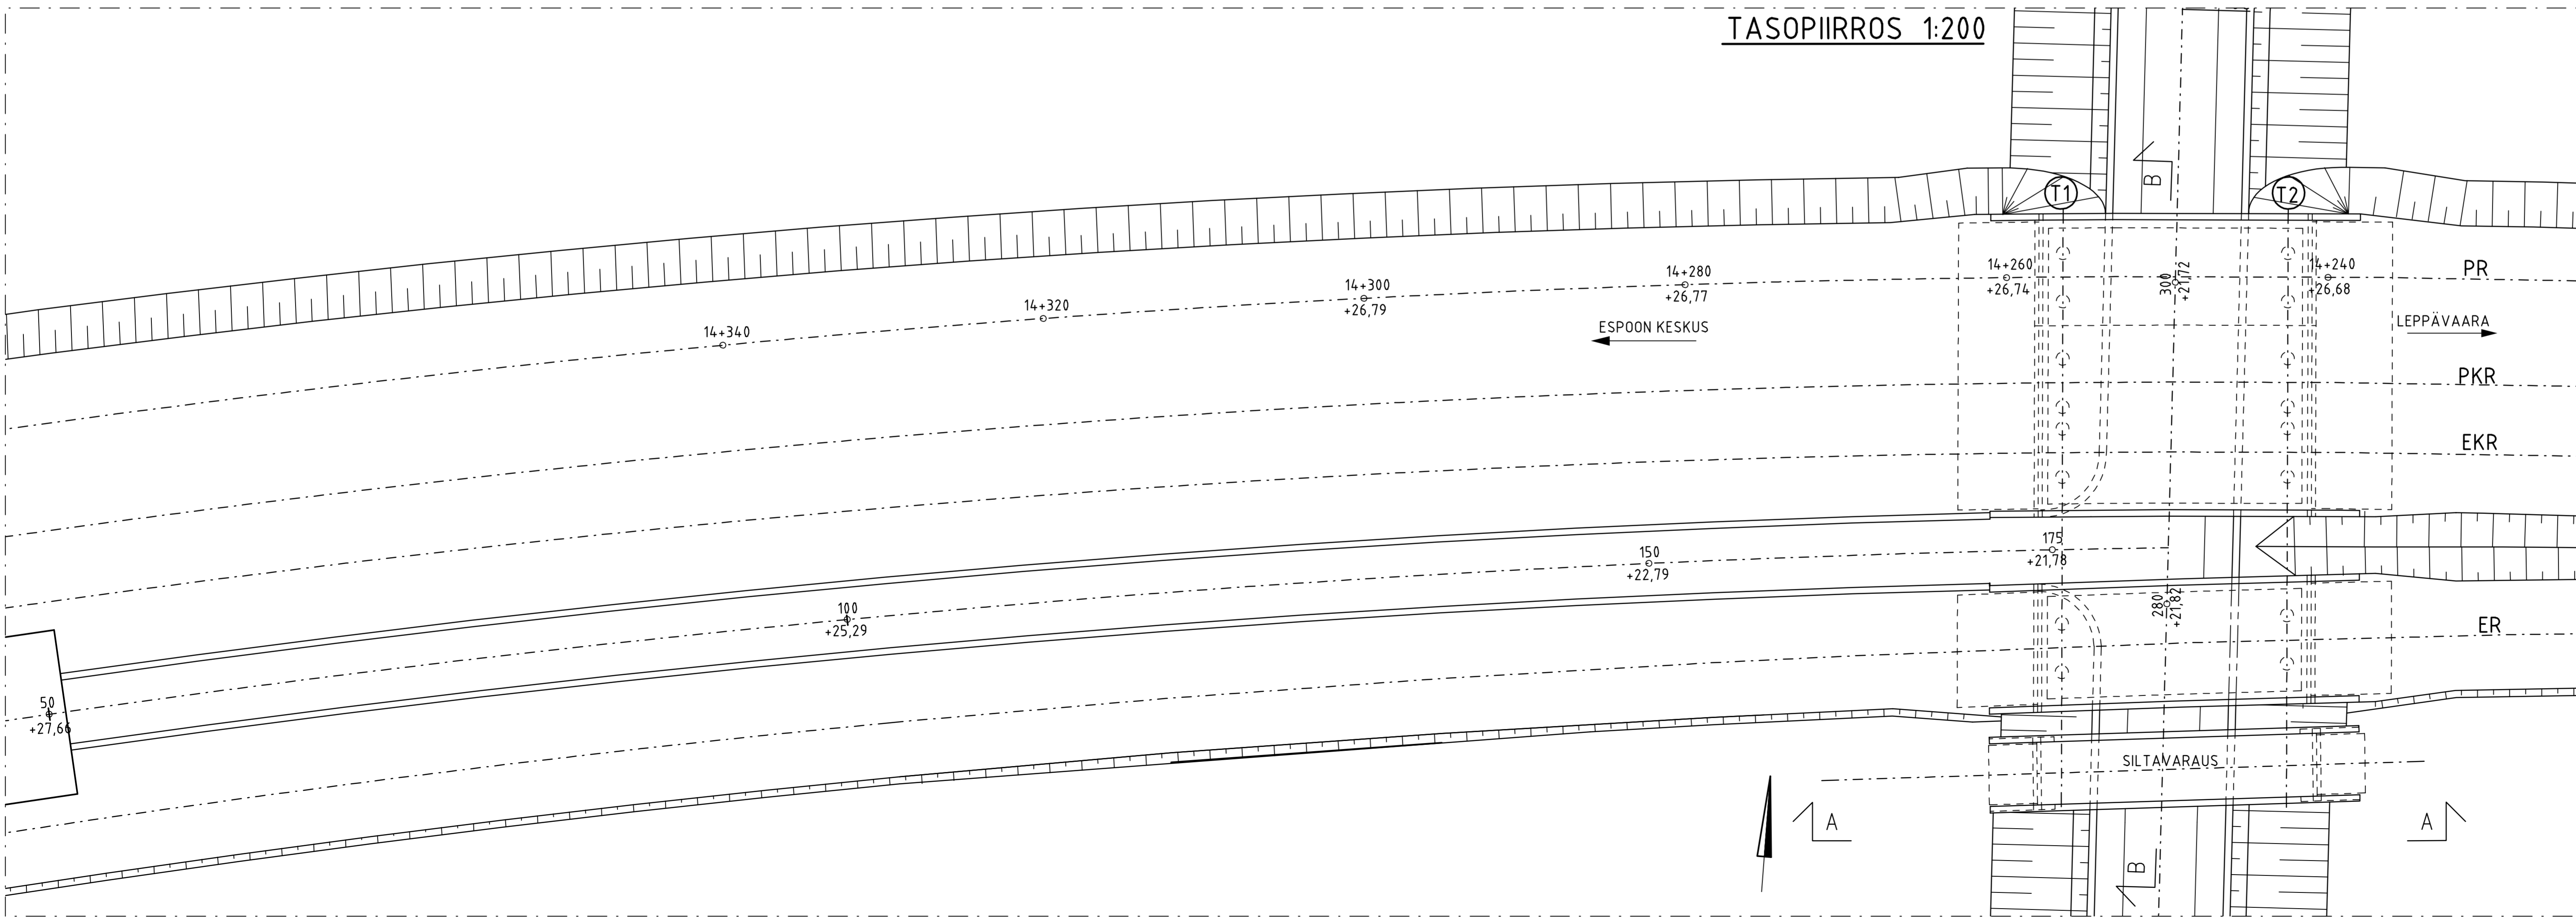 TASOPIIRROS 1:200
T1
T2
B
14+260
+26,74
300
+21,72
14+240
+26,68
PR
14+280
+26,77
14+300
+26,79
14+320
14+340
ESPOON KESKUS
LEPPÄVAARA
PKR
EKR
175
+21,78
150
+22,79
100
+25,29
280
+21,82
ER
50
+27,66
SILTAVARAUS
A
A
B